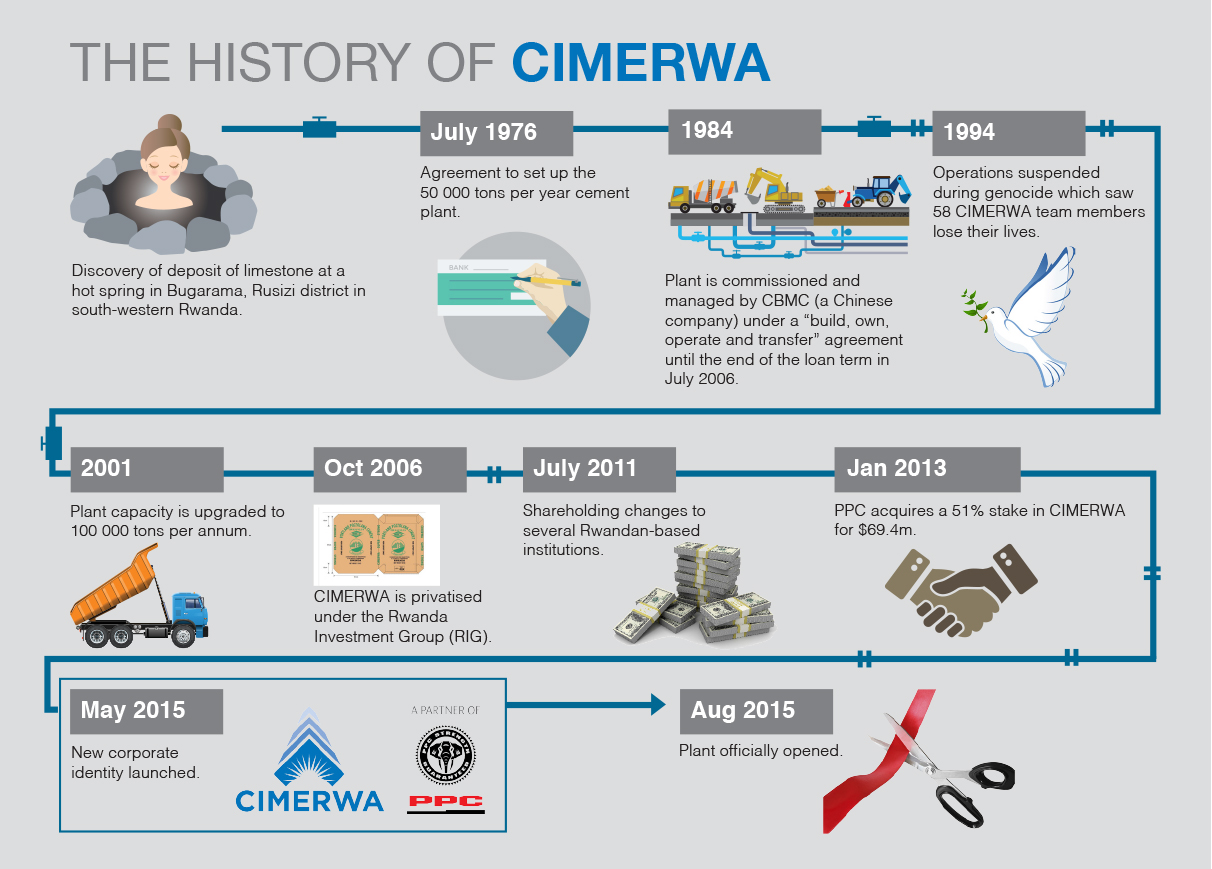 THE HISTORY OF CIMERWA
Discovery of deposit of limestone at a
hot spring in Bugarama, Rusizi district in
south-western Rwanda.
July 1976
Agreement to set up the
50 000 tons per year cement
plant.
BANK
1984
Plant is commissioned and
managed by CBMC (a Chinese
company) under a “build, own,
operate and transfer” agreement
until the end of the loan term in
July 2006.
1994
Operations suspended
during genocide which saw
58 CIMERWA team members
lose their lives.
2001
Plant capacity is upgraded to
100 000 tons per annum.
Oct 2006
CIMERWA is privatised
under the Rwanda
Investment Group (RIG).
July 2011
Shareholding changes to
several Rwandan-based
institutions.
Jan 2013
PPC acquires a 51% stake in CIMERWA
for $69.4m.
May 2015
New corporate
identity launched.
CIMERWA
A PARTNER OF
PPC STRENGTH
GUARANTEED
PPC
Aug 2015
Plant officially opened.